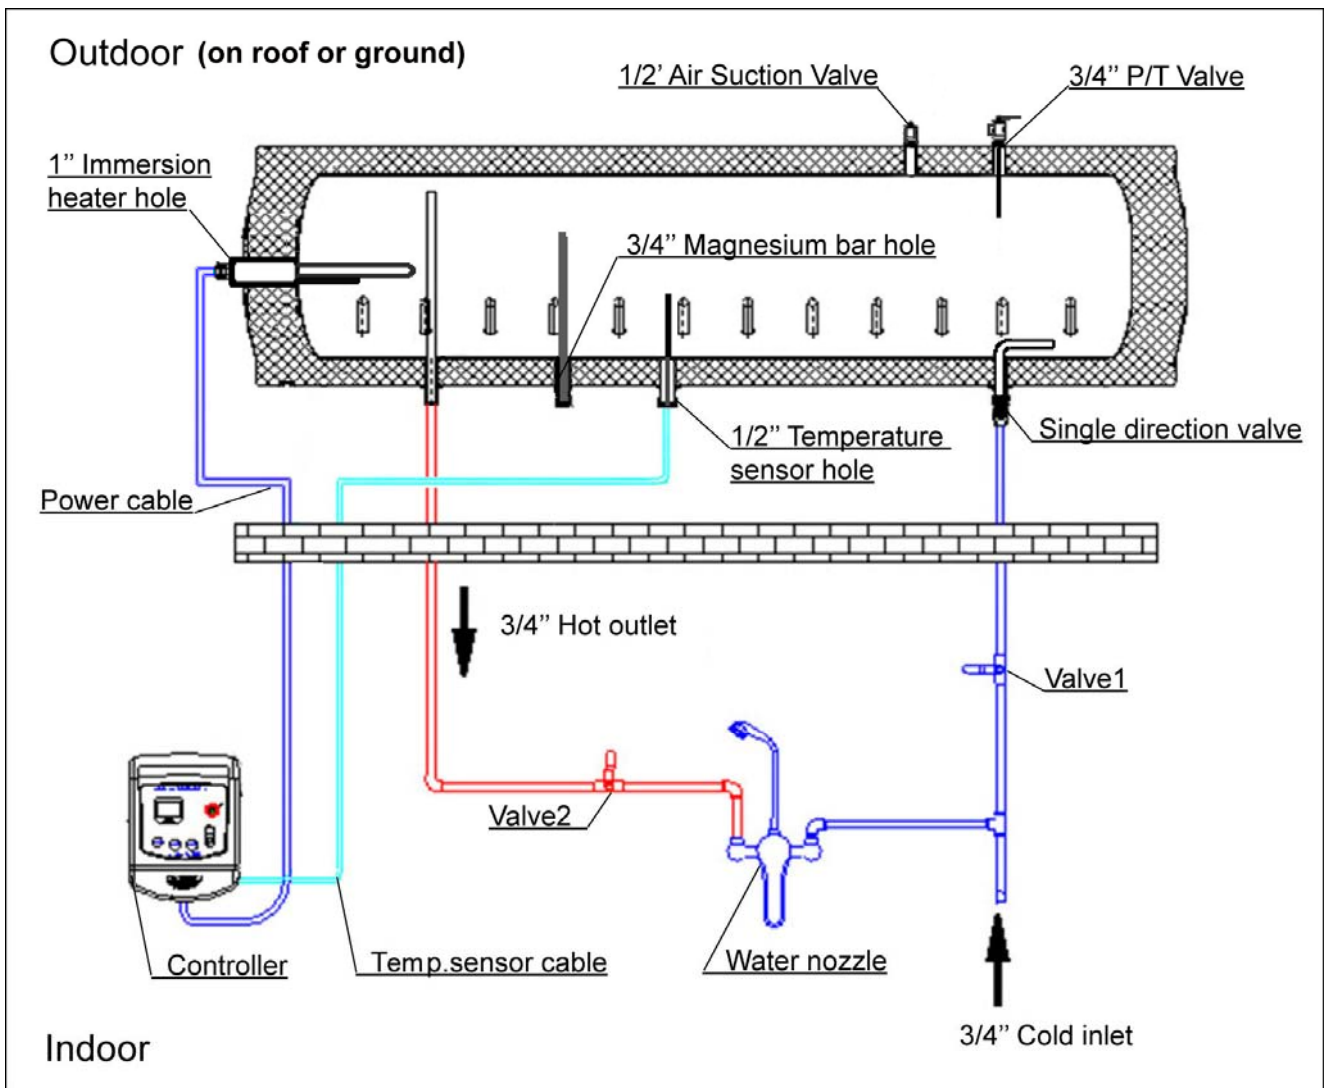 Outdoor (on roof or ground)
1/2' Air Suction Valve
3/4'' P/T Valve
1'' Immersion
heater hole
3/4'' Magnesium bar hole
Single direction valve
1/2'' Temperature
sensor hole
Power cable
3/4'' Hot outlet
Valve1
Valve2
Controller
Temp.sensor cable
Water nozzle
3/4'' Cold inlet
Indoor